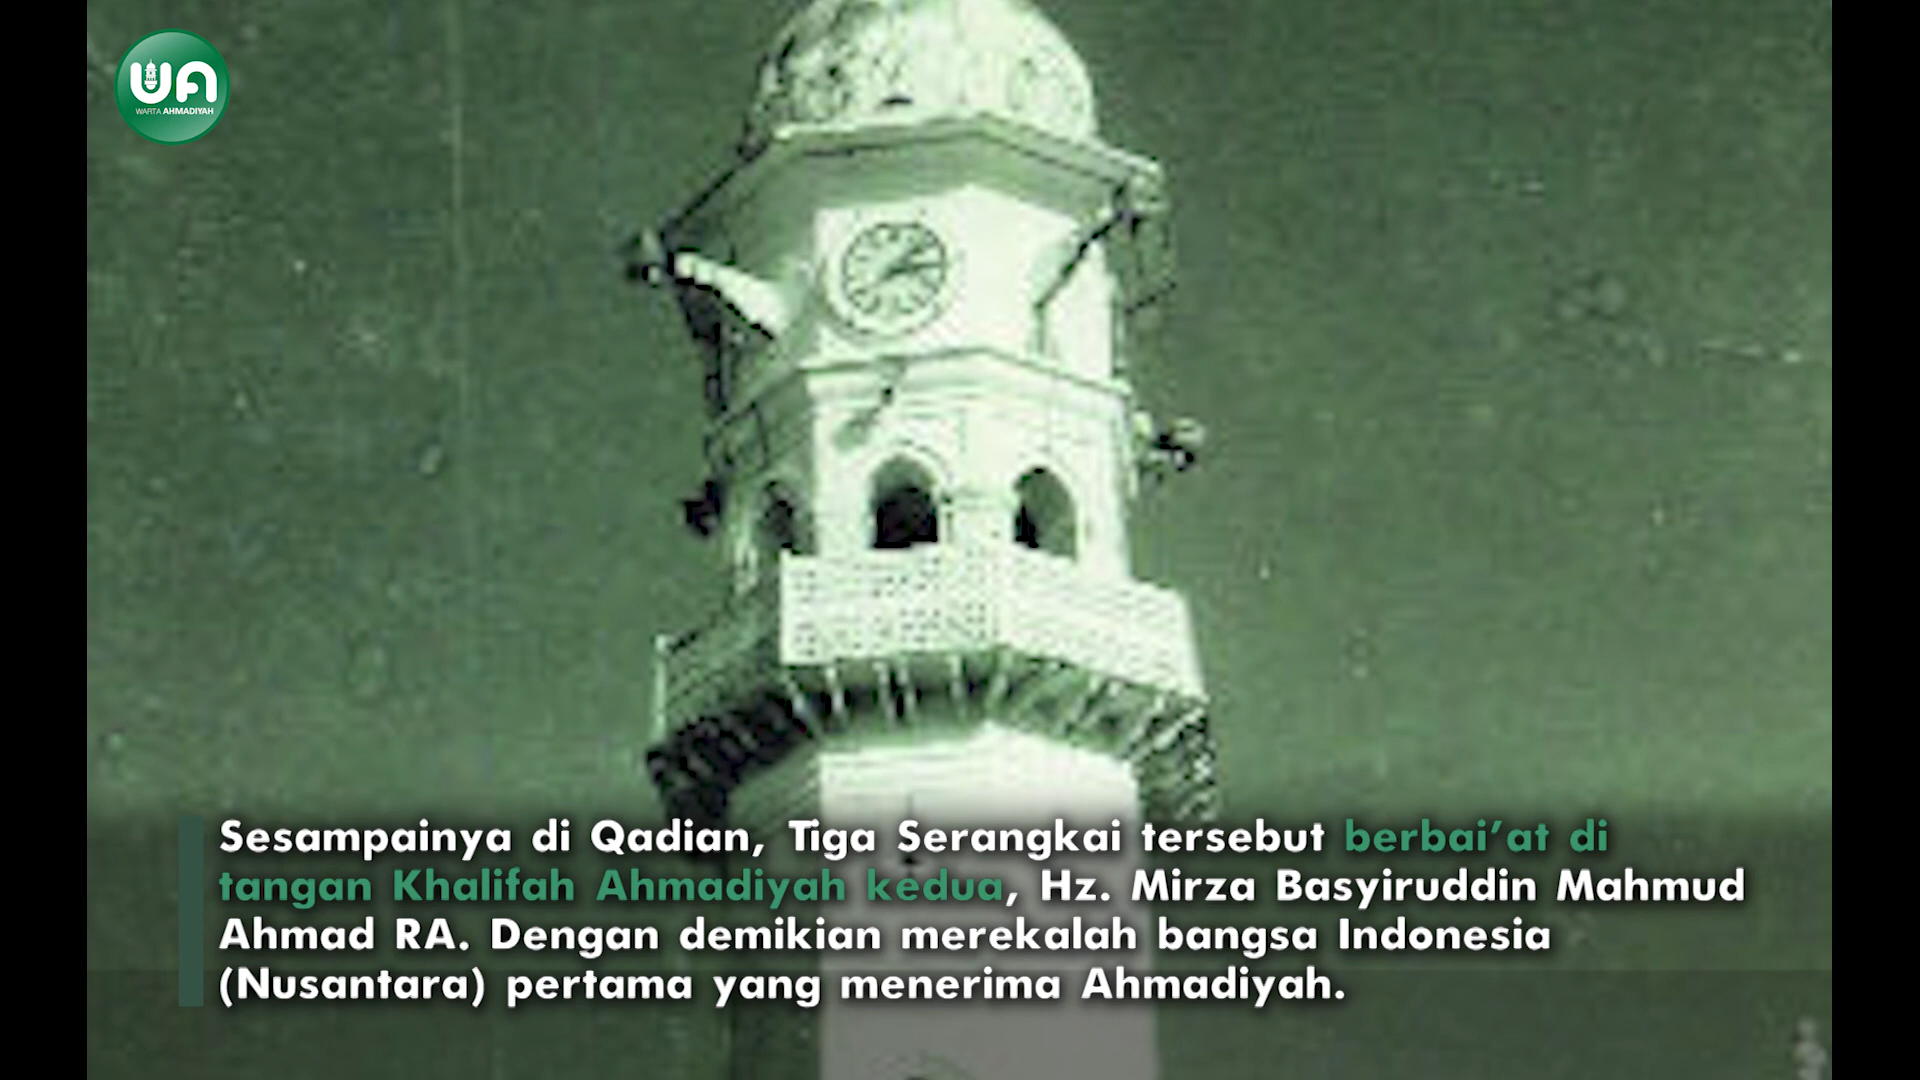 UA
WARTA AHMADIYAH
Sesampainya di Qadian, Tiga Serangkai tersebut berbai’at di
tangan Khalifah Ahmadiyah kedua, Hz. Mirza Basyiruddin Mahmud
Ahmad RA. Dengan demikian merekalah bangsa Indonesia
(Nusantara) pertama yang menerima Ahmadiyah.